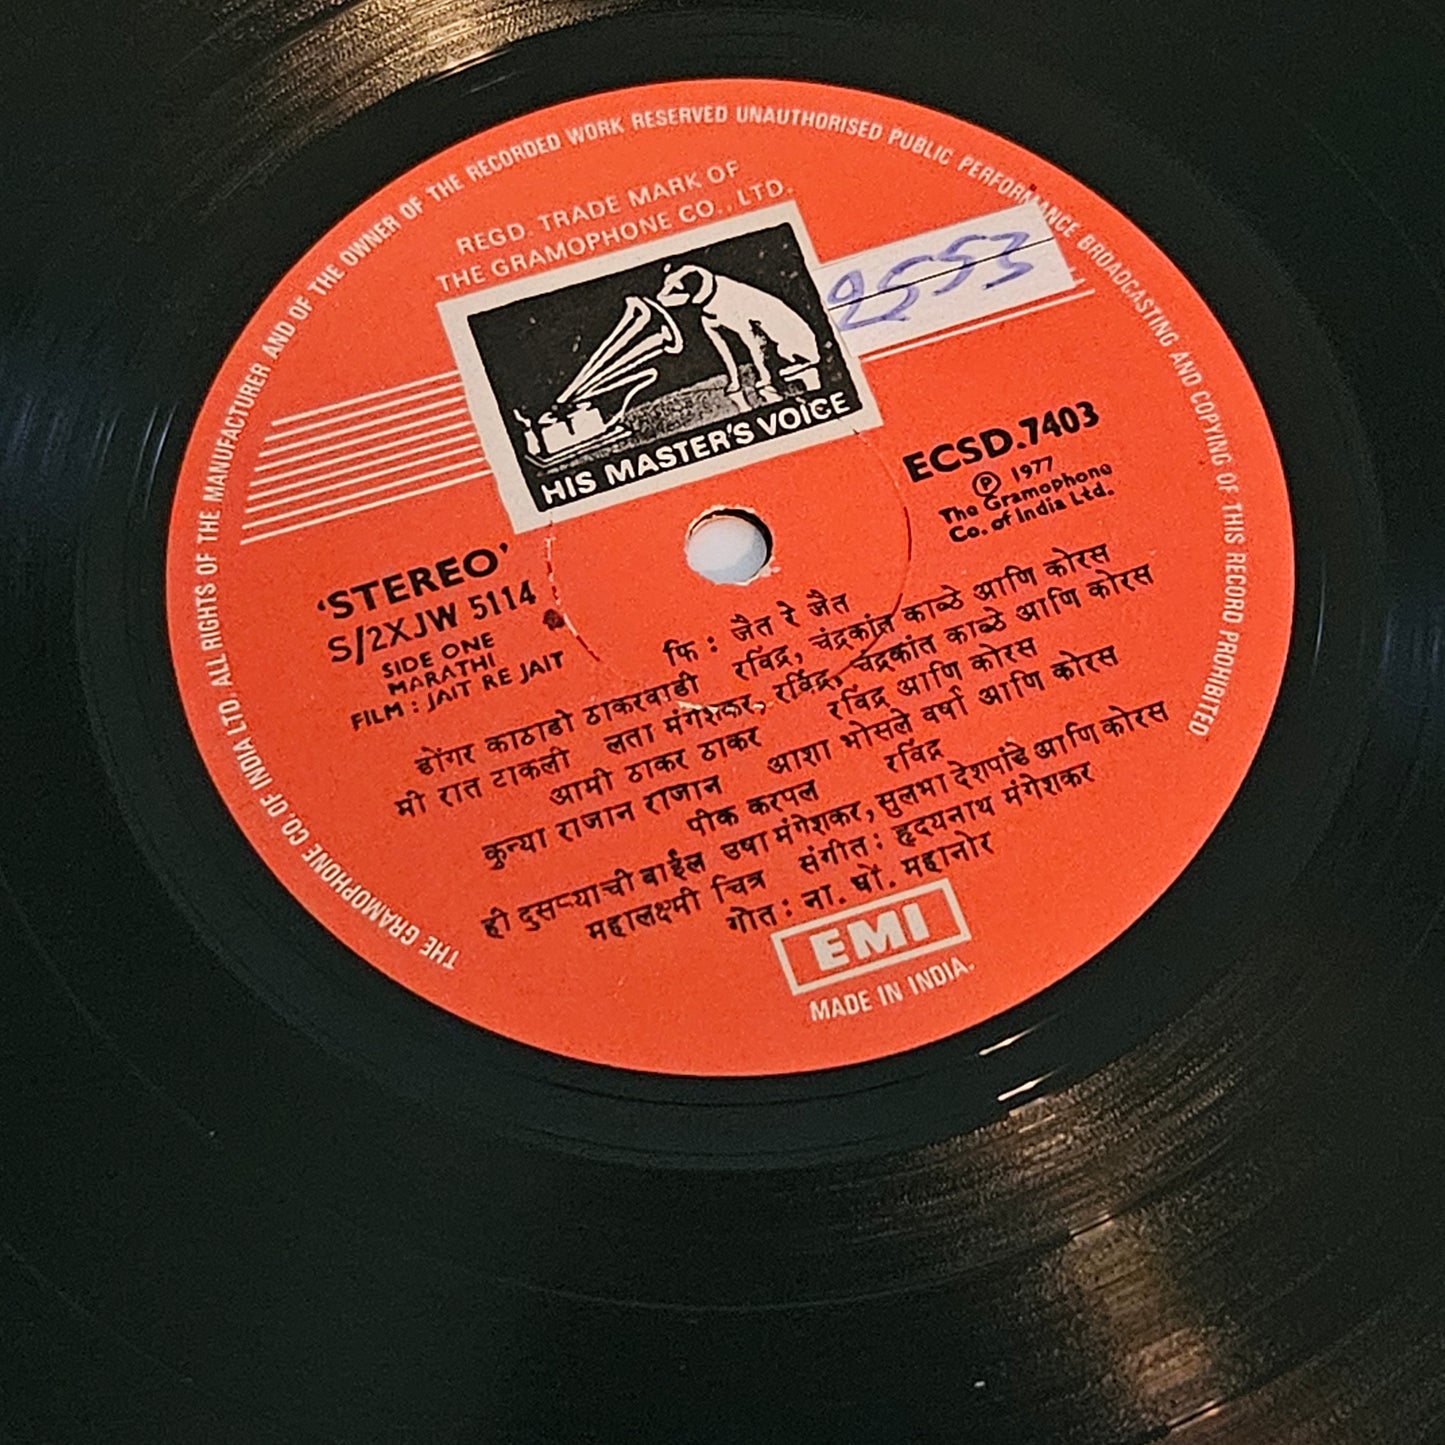 THE GRAMOPHONE CO. OF INDIA LTD. ALL RIGHTS OF THE MANUFACTURER AND OF THE OWNER OF THE RECORDED WORK RESERVED UNAUTHORISED PUBLIC PERFORMANCE BROADCASTING AND COPYING OF THIS RECORD PROHIBITED
REGD. TRADE MARK OF
THE GRAMOPHONE CO., LTD.
HIS MASTER'S VOICE
2553
ECSD.7403
℗ 1977
The Gramophone
Co. of India Ltd.
'STEREO'
S/2XJW 5114
SIDE ONE
MARATHI
FILM : JAIT RE JAIT
फि : जैत रे जैत
डोंगर काठाडी ठाकरवाडी रविंद्र, चंद्रकांत काळे आणि कोरस
मी रात टाकली लता मंगेशकर, रविंद्र, चंद्रकांत काळे आणि कोरस
आमी ठाकर ठाकर रविंद्र आणि कोरस
कुन्या राजान राजान आशा भोसले वर्षा आणि कोरस
पीक करपल रविंद्र
ही दुसऱ्याची बाईल उषा मंगेशकर, सुलभा देशपांडे आणि कोरस
महालक्ष्मी चित्र संगीत : हृदयनाथ मंगेशकर
गीत : ना. धों. महानोर
EMI
MADE IN INDIA.